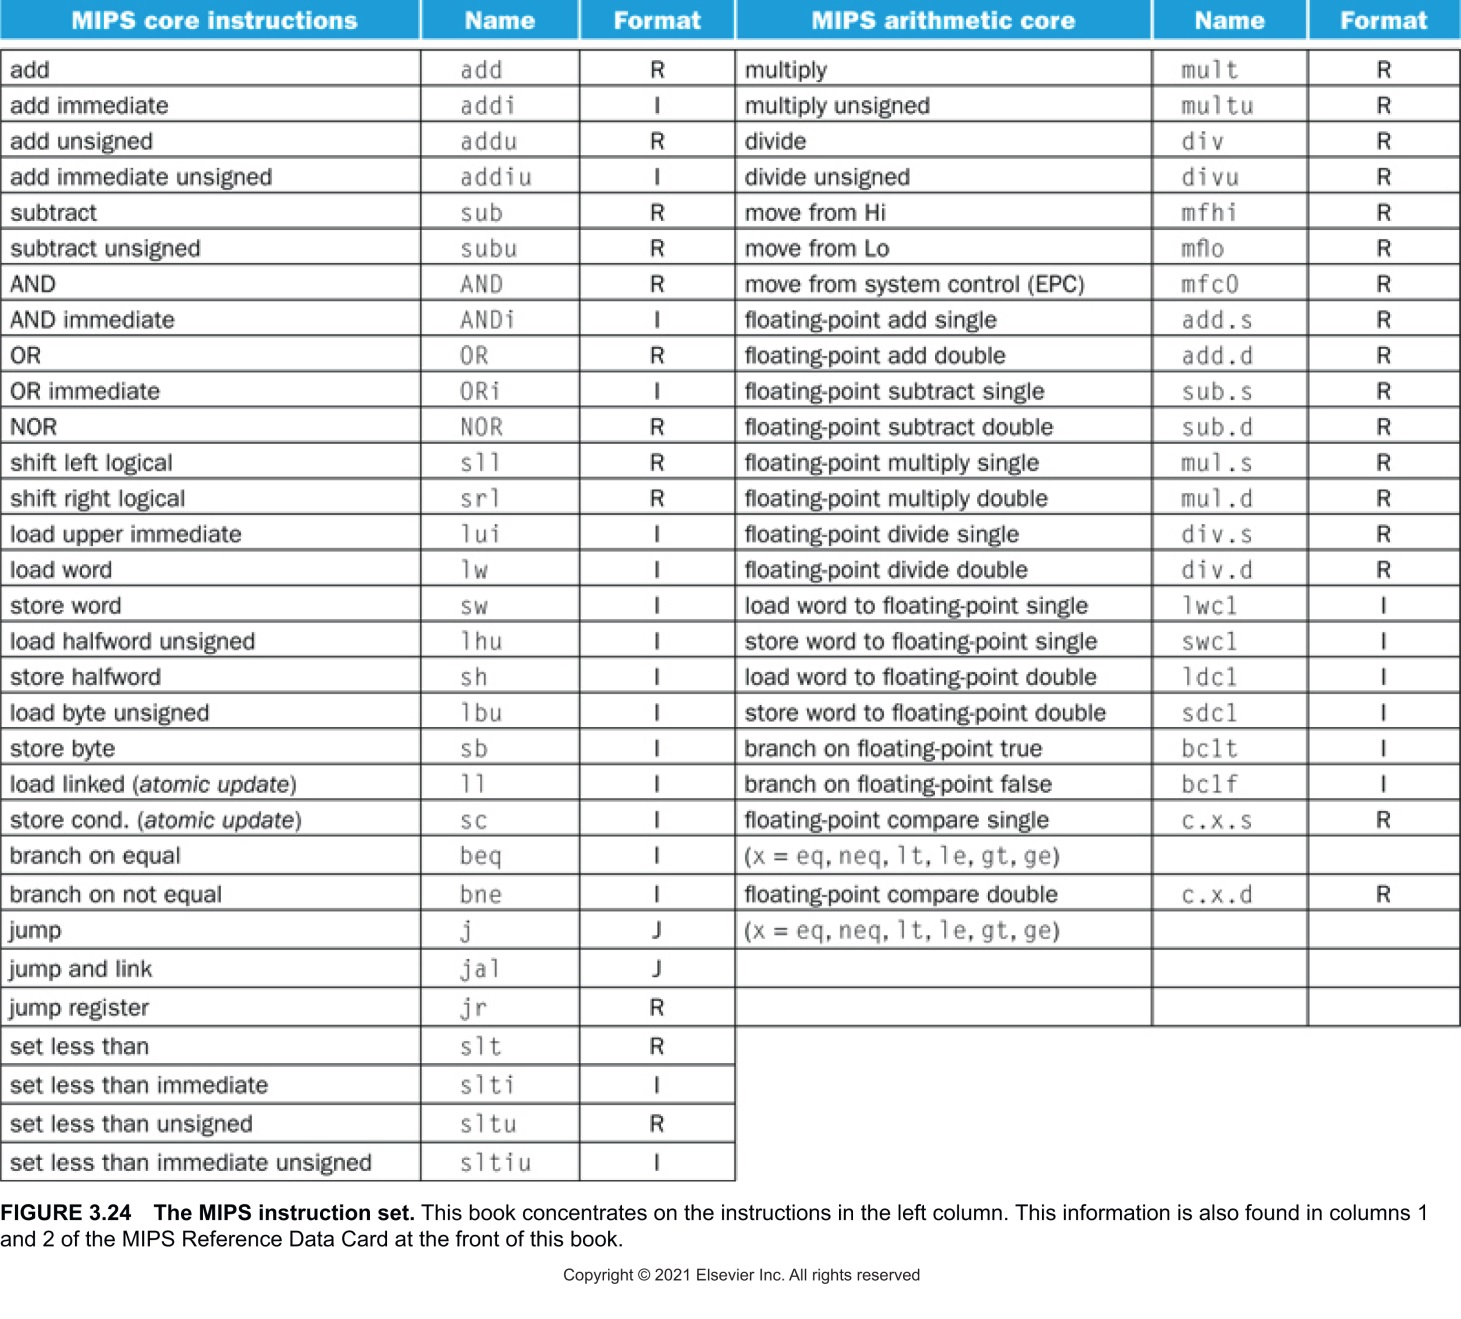 MIPS core instructions Name Format MIPS arithmetic core Name Format
add add R multiply mult R
add immediate addi I multiply unsigned multu R
add unsigned addu R divide div R
add immediate unsigned addiu I divide unsigned divu R
subtract sub R move from Hi mfhi R
subtract unsigned subu R move from Lo mflo R
AND AND R move from system control (EPC) mfc0 R
AND immediate ANDi I floating-point add single add.s R
OR OR R floating-point add double add.d R
OR immediate ORi I floating-point subtract single sub.s R
NOR NOR R floating-point subtract double sub.d R
shift left logical sll R floating-point multiply single mul.s R
shift right logical srl R floating-point multiply double mul.d R
load upper immediate lui I floating-point divide single div.s R
load word lw I floating-point divide double div.d R
store word sw I load word to floating-point single lwc1 I
load halfword unsigned lhu I store word to floating-point single swc1 I
store halfword sh I load word to floating-point double ldc1 I
load byte unsigned lbu I store word to floating-point double sdc1 I
store byte sb I branch on floating-point true bc1t I
load linked (atomic update) ll I branch on floating-point false bc1f I
store cond. (atomic update) sc I floating-point compare single c.x.s R
branch on equal beq I (x = eq, neq, lt, le, gt, ge)
branch on not equal bne I floating-point compare double c.x.d R
jump j J (x = eq, neq, lt, le, gt, ge)
jump and link jal J
jump register jr R
set less than slt R
set less than immediate slti I
set less than unsigned sltu R
set less than immediate unsigned sltiu I
FIGURE 3.24 The MIPS instruction set. This book concentrates on the instructions in the left column. This information is also found in columns 1
and 2 of the MIPS Reference Data Card at the front of this book.
Copyright © 2021 Elsevier Inc. All rights reserved